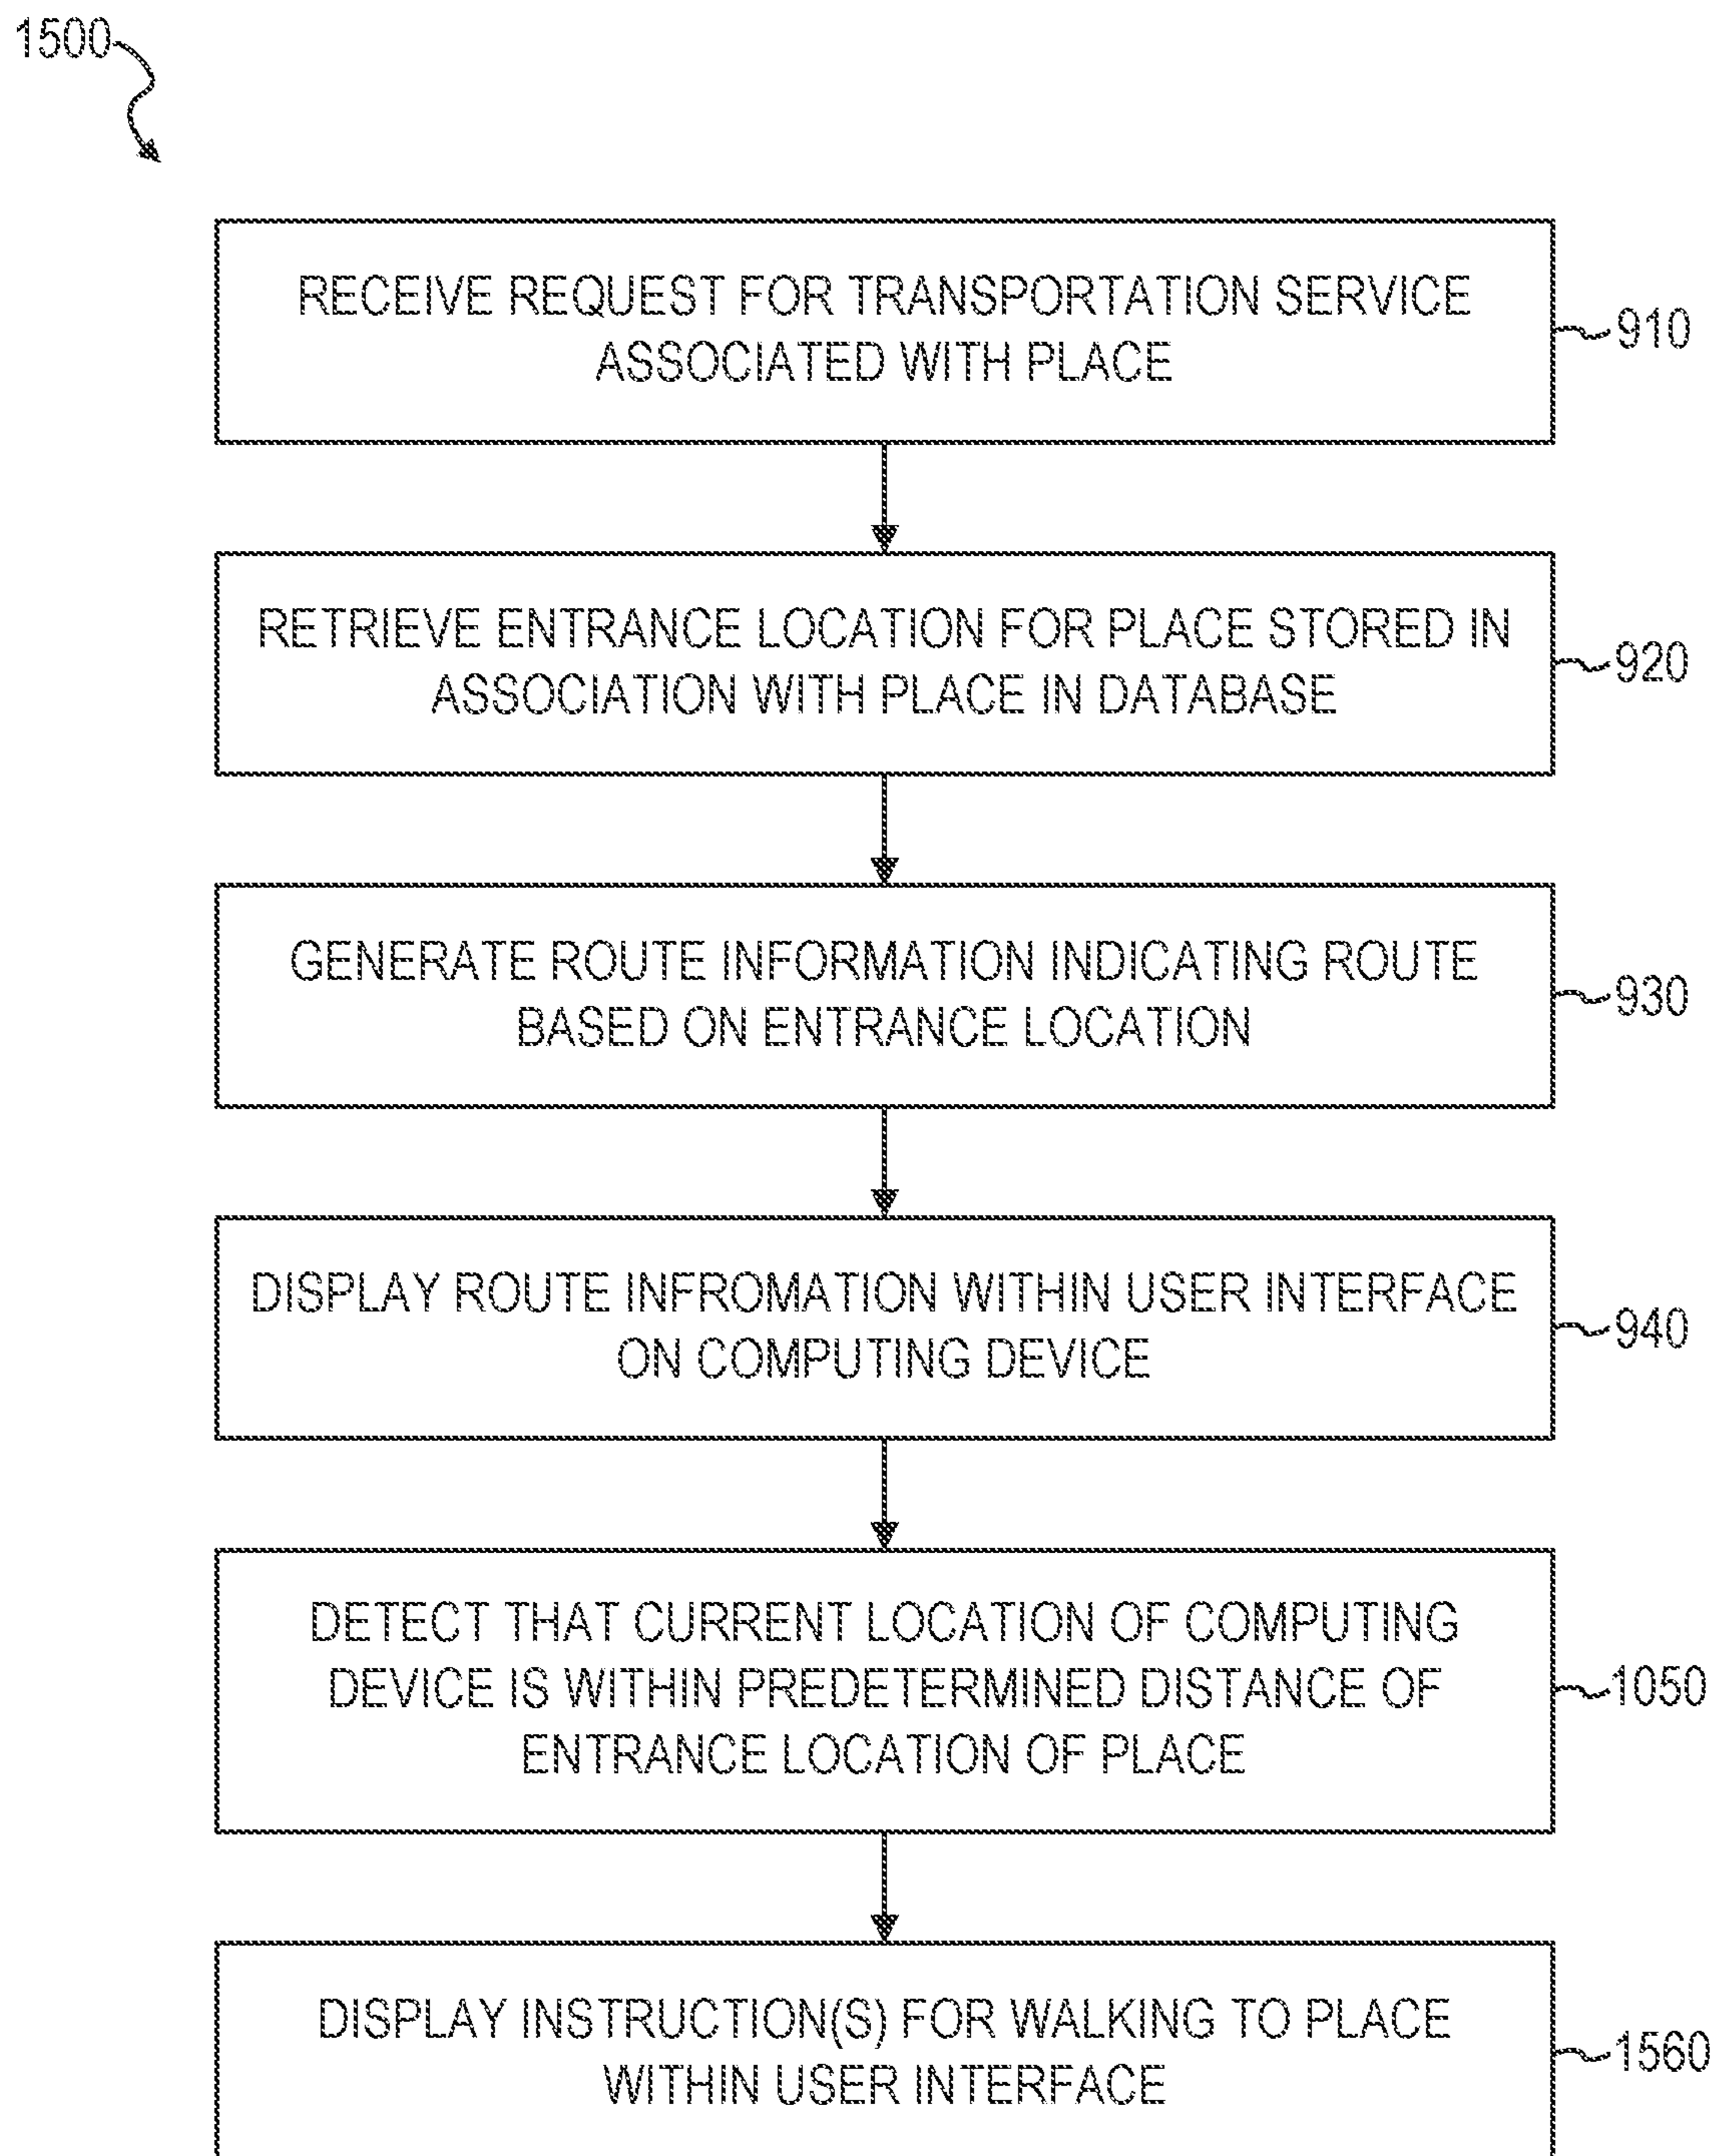 1500
RECEIVE REQUEST FOR TRANSPORTATION SERVICE
ASSOCIATED WITH PLACE
910
RETRIEVE ENTRANCE LOCATION FOR PLACE STORED IN
ASSOCIATION WITH PLACE IN DATABASE
920
GENERATE ROUTE INFORMATION INDICATING ROUTE
BASED ON ENTRANCE LOCATION
930
DISPLAY ROUTE INFROMATION WITHIN USER INTERFACE
ON COMPUTING DEVICE
940
DETECT THAT CURRENT LOCATION OF COMPUTING
DEVICE IS WITHIN PREDETERMINED DISTANCE OF
ENTRANCE LOCATION OF PLACE
1050
DISPLAY INSTRUCTION(S) FOR WALKING TO PLACE
WITHIN USER INTERFACE
1560